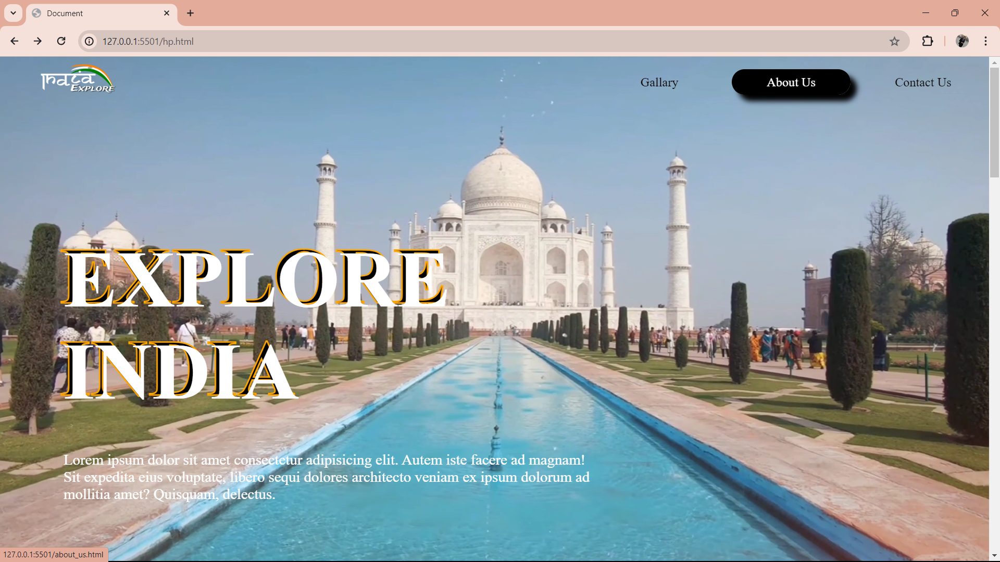 Document
127.0.0.1:5501/hp.html
India
EXPLORE
Gallary
About Us
Contact Us
EXPLORE
INDIA
Lorem ipsum dolor sit amet consectetur adipisicing elit. Autem iste facere ad magnam!
Sit expedita eius voluptate, libero sequi dolores architecto veniam ex ipsum dolorum ad
mollitia amet? Quisquam, delectus.
127.0.0.1:5501/about_us.html